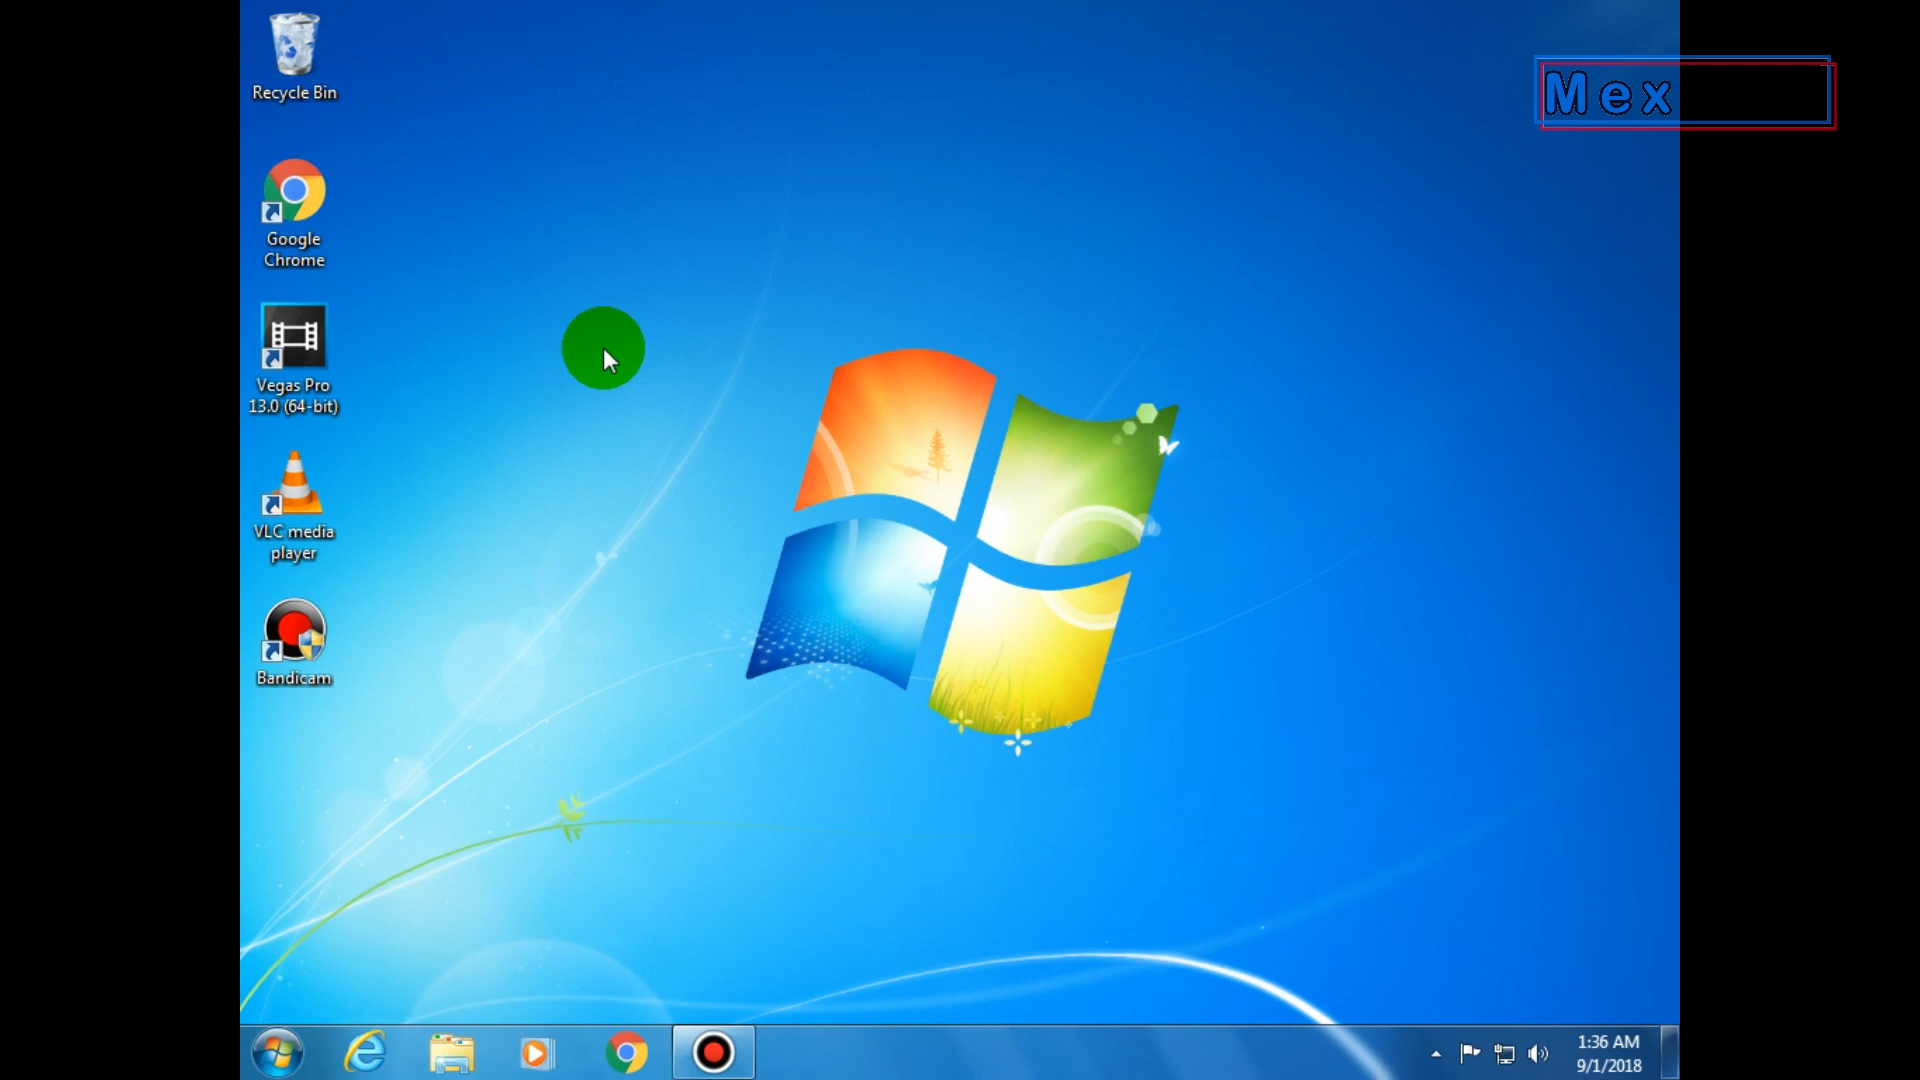 Recycle Bin
Mex
Google
Chrome
Vegas Pro
13.0 (64-bit)
VLC media
player
Bandicam
1:36 AM
9/1/2018